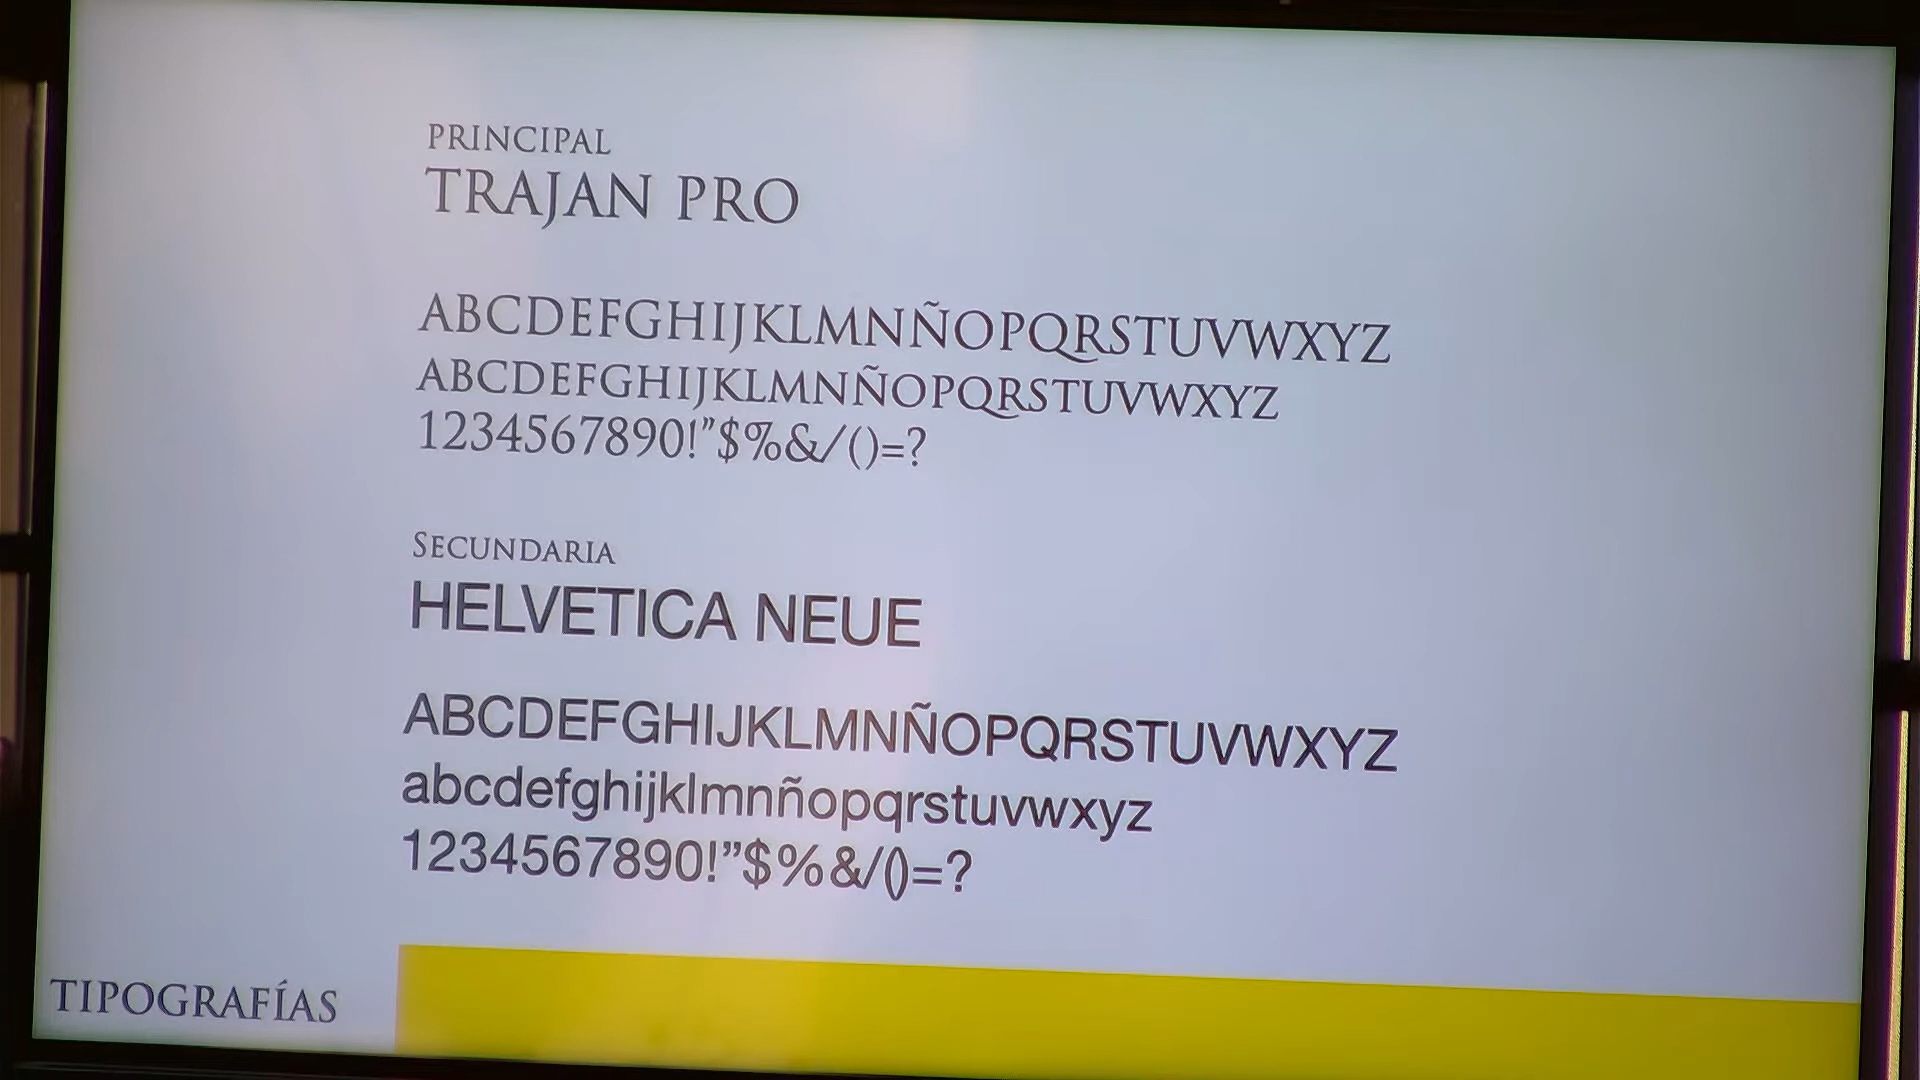 PRINCIPAL
TRAJAN PRO
ABCDEFGHIJKLMNÑOPQRSTUVWXYZ
ABCDEFGHIJKLMNÑOPQRSTUVWXYZ
1234567890!”$%&/()=?
SECUNDARIA
HELVETICA NEUE
ABCDEFGHIJKLMNÑOPQRSTUVWXYZ
abcdefghijklmnñopqrstuvwxyz
1234567890!”$%&/()=?
TIPOGRAFÍAS